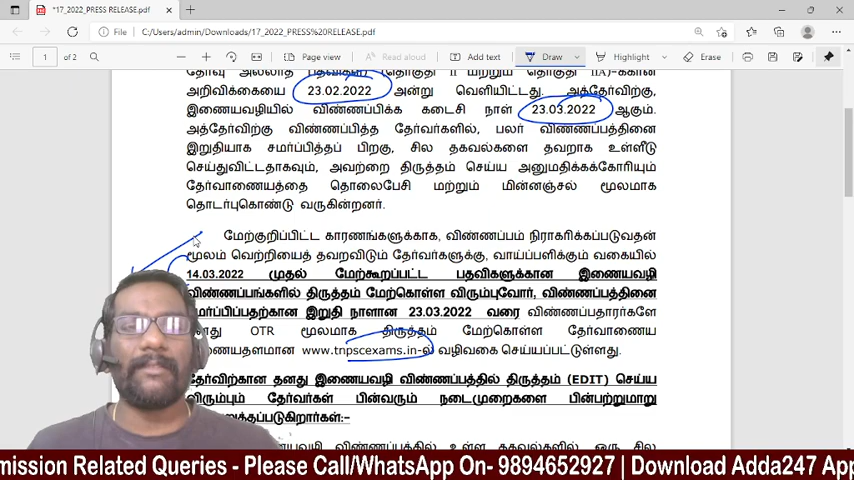 *17_2022_PRESS RELEASE.pdf
File C:/Users/admin/Downloads/17_2022_PRESS%20RELEASE.pdf
1 of 2 Page view Add text Draw Highlight Erase
அறிவிக்கையை 23.02.2022 அன்று வெளியிட்டது. அத்தேர்விற்கு,
இணையவழியில் விண்ணப்பிக்க கடைசி நாள் 23.03.2022 ஆகும்.
அத்தேர்விற்கு விண்ணப்பித்த தேர்வர்களில், பலர் விண்ணப்பத்தினை
இறுதியாக சமர்ப்பித்தப் பிறகு, சில தகவல்களை தவறாக உள்ளீடு
செய்துவிட்டதாகவும், அவற்றை திருத்தம் செய்ய அனுமதிக்கக்கோரியும்
தேர்வாணையத்தை தொலைபேசி மற்றும் மின்னஞ்சல் மூலமாக
தொடர்புகொண்டு வருகின்றனர்.
மேற்குறிப்பிட்ட காரணங்களுக்காக, விண்ணப்பம் நிராகரிக்கப்படுவதன்
மூலம் வெற்றியைத் தவறவிடும் தேர்வர்களுக்கு, வாய்ப்பளிக்கும் வகையில்
14.03.2022 முதல் மேற்கூறப்பட்ட பதவிகளுக்கான இணையவழி
விண்ணப்பங்களில் திருத்தம் மேற்கொள்ள விரும்புவோர், விண்ணப்பத்தினை
சமர்ப்பிப்பதற்கான இறுதி நாளான 23.03.2022 வரை விண்ணப்பதாரர்களே
OTR மூலமாக திருத்தம் மேற்கொள்ள தேர்வாணைய
www.tnpscexams.in-ல் வழிவகை செய்யப்பட்டுள்ளது.
தேர்விற்கான தனது இணையவழி விண்ணப்பத்தில் திருத்தம் (EDIT) செய்ய
விரும்பும் தேர்வர்கள் பின்வரும் நடைமுறைகளை பின்பற்றுமாறு
mission Related Queries - Please Call/WhatsApp On- 9894652927 | Download Adda247 App